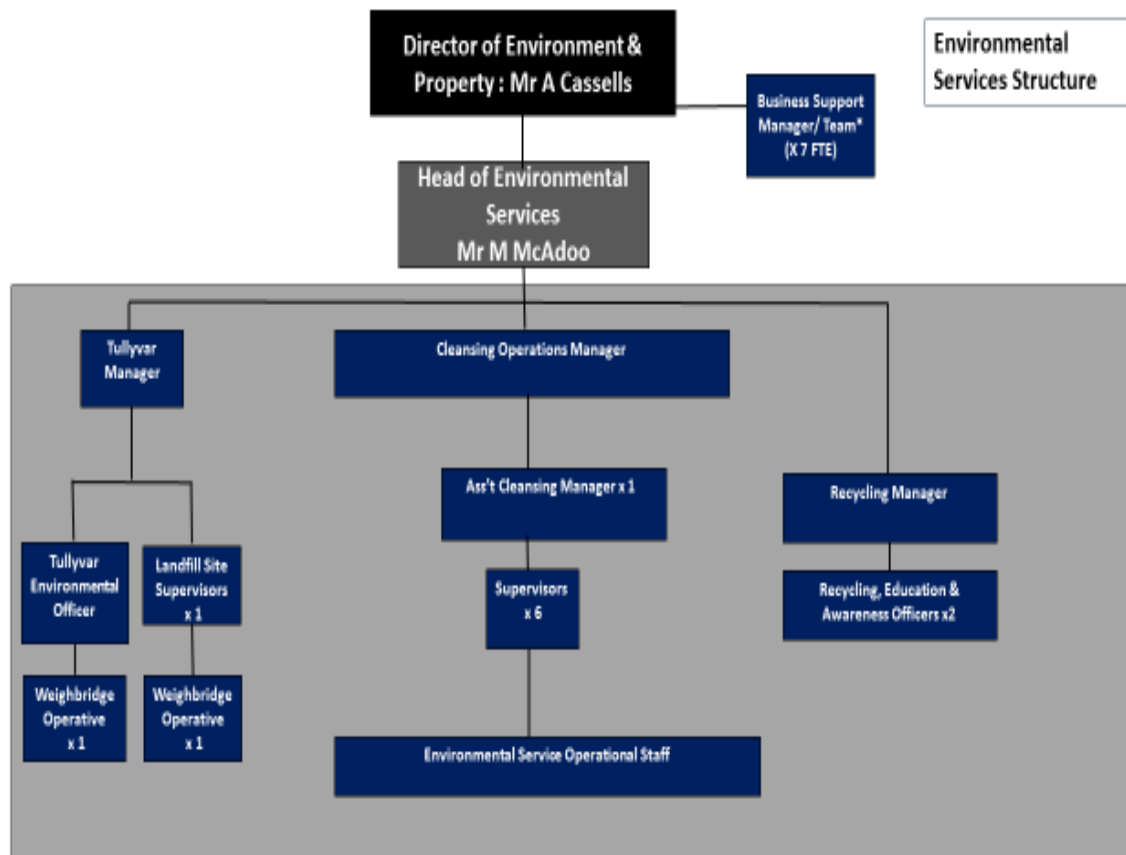 Director of Environment &
Property : Mr A Cassells
Environmental
Services Structure
Business Support
Manager/ Team*
(X 7 FTE)
Head of Environmental
Services
Mr M McAdoo
Tullyvar
Manager
Cleansing Operations Manager
Ass't Cleansing Manager x 1
Recycling Manager
Tullyvar
Environmental
Officer
Landfill Site
Supervisors
x 1
Supervisors
x 6
Recycling, Education &
Awareness Officers x2
Weighbridge
Operative
x 1
Weighbridge
Operative
x 1
Environmental Service Operational Staff